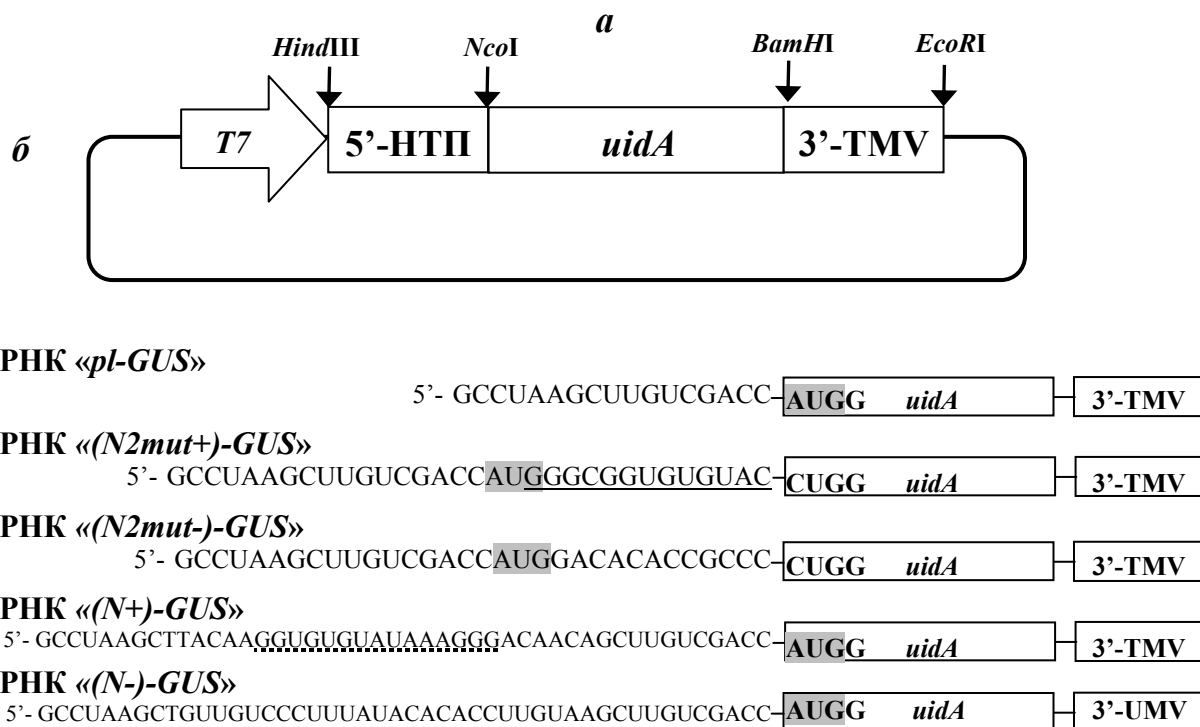 а
HindIII NcoI BamHI EcoRI
б T7 5’-НТП uidA 3’-TMV
РНК «pl-GUS»
5’- GCCUAAGCUUGUCGACC-AUGG uidA 3’-TMV
РНК «(N2mut+)-GUS»
5’- GCCUAAGCUUGUCGACCAUGGGCGGUGUGUAC-CUGG uidA 3’-TMV
РНК «(N2mut-)-GUS»
5’- GCCUAAGCUUGUCGACCAUGGACACACCGCCC-CUGG uidA 3’-TMV
РНК «(N+)-GUS»
5’- GCCUAAGCTTACAAGGUGUGUAUAAAGGGACAACAGCUUGUCGACC-AUGG uidA 3’-TMV
РНК «(N-)-GUS»
5’- GCCUAAGCTGUUGUCCCUUUAUACACACCUUGUAAGCUUGUCGACC-AUGG uidA 3’-UMV